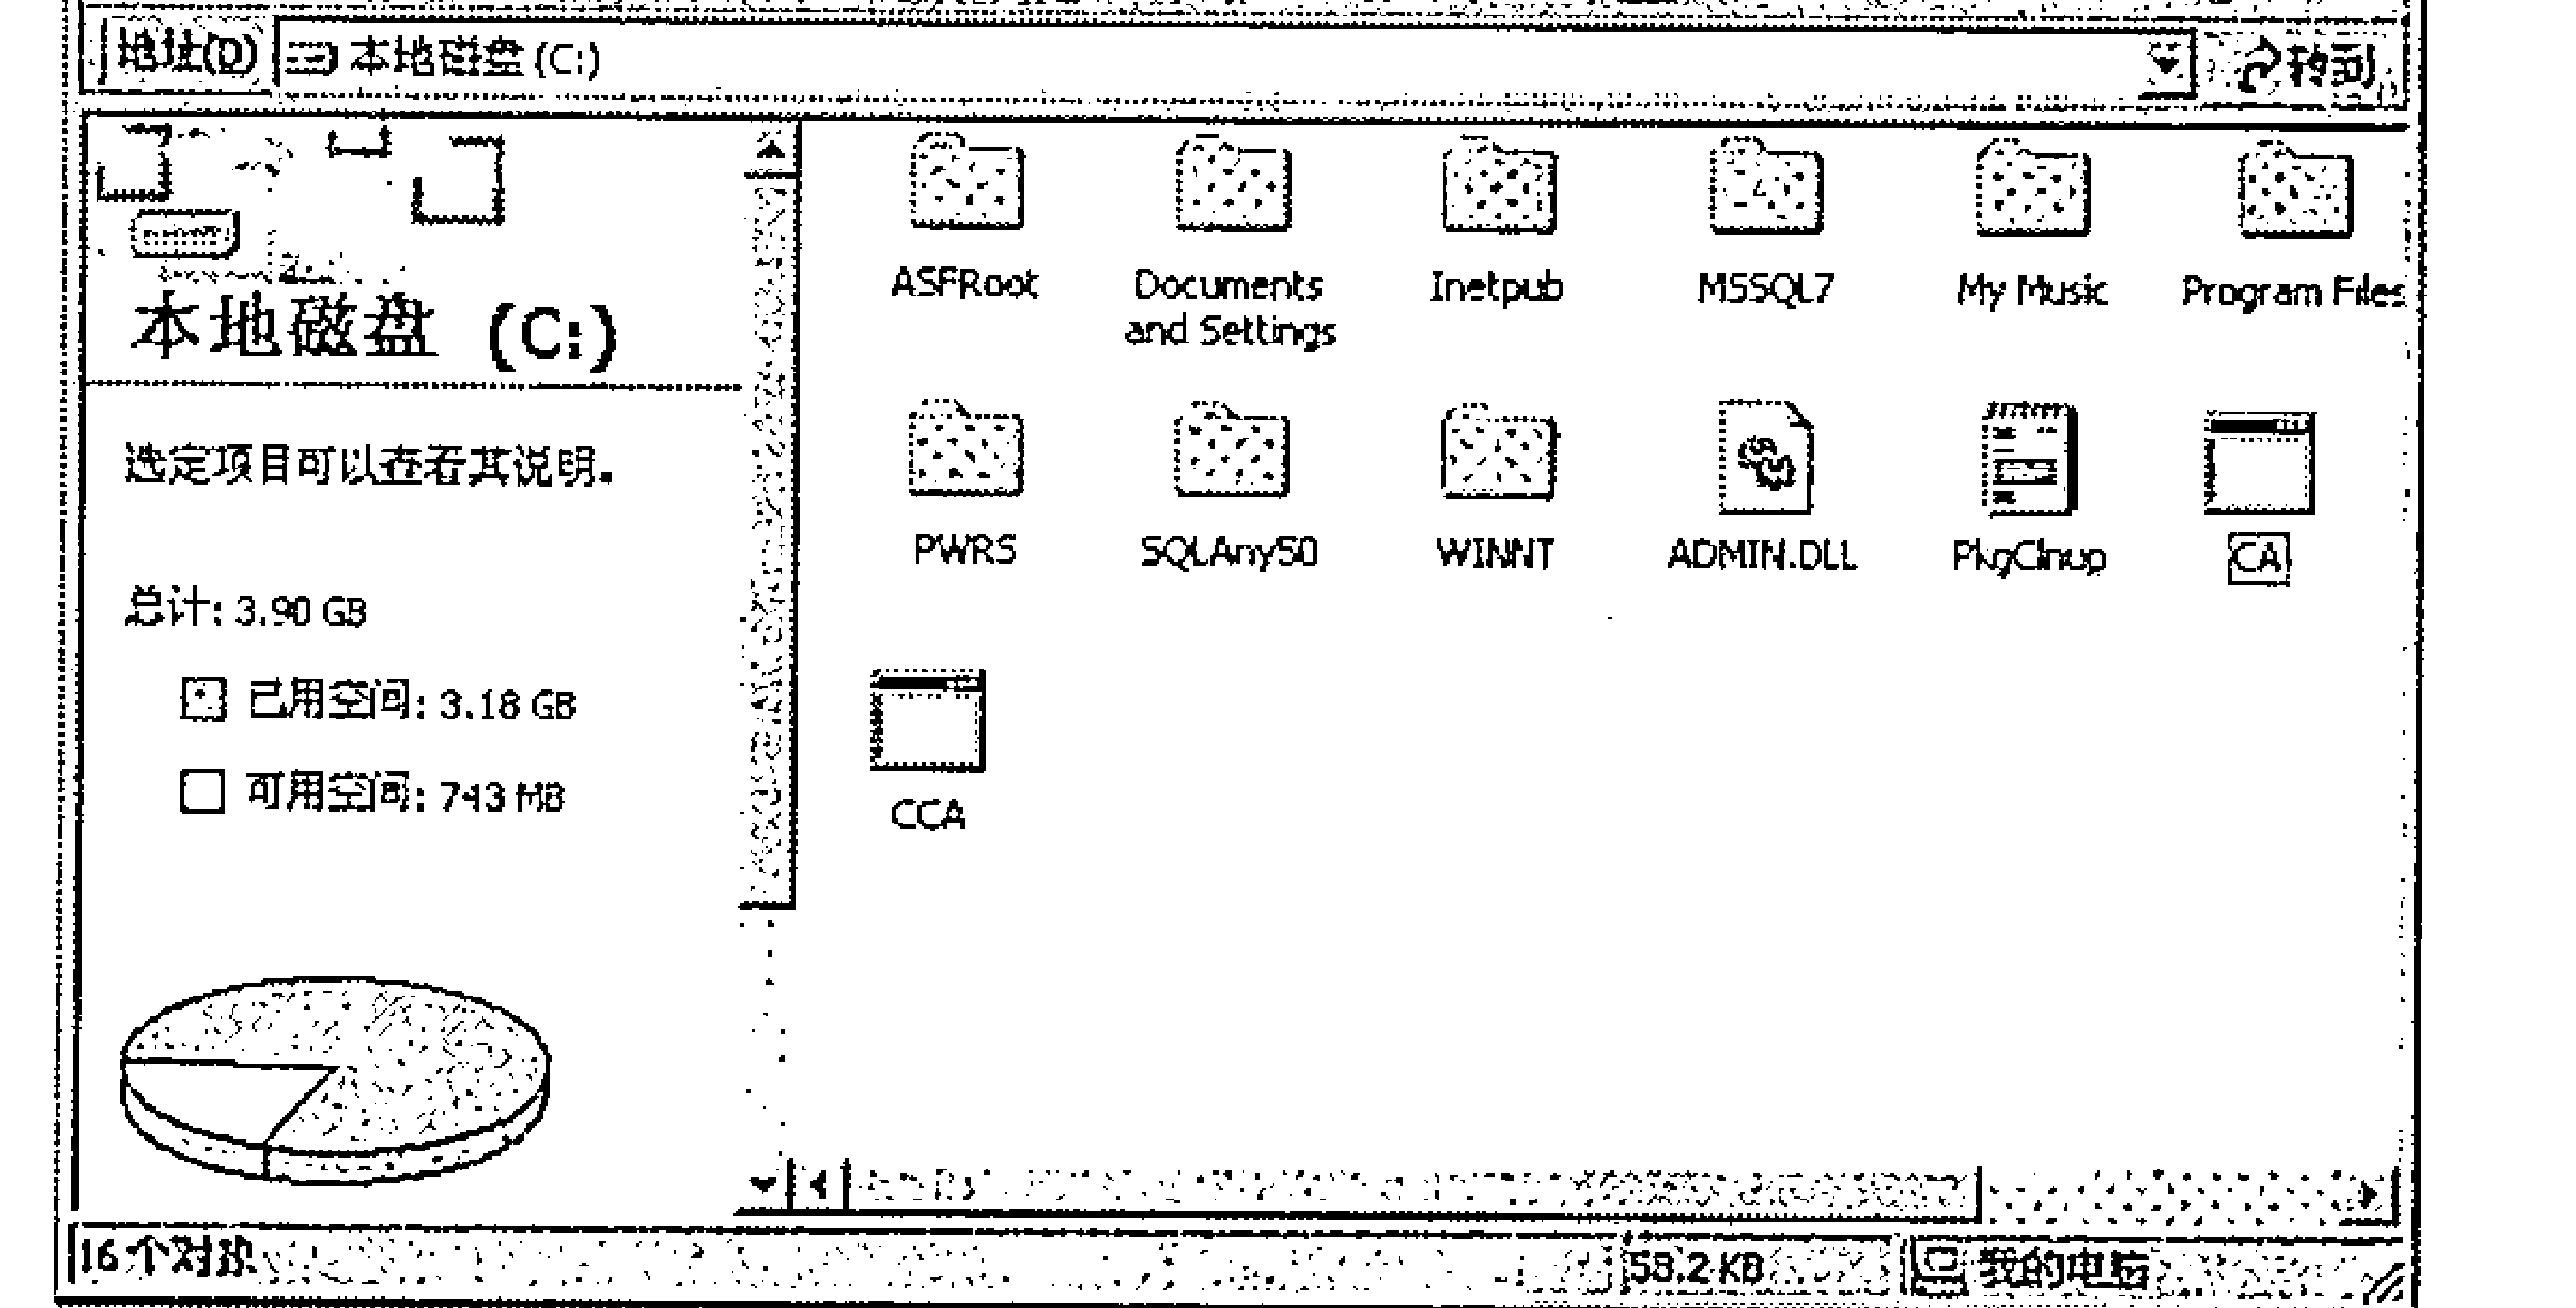 地址(D) 本地磁盘 (C:) 转到
本地磁盘 (C:)
选定项目可以查看其说明。
总计: 3.90 GB
已用空间: 3.18 GB
可用空间: 743 MB
ASFRoot Documents and Settings Inetpub MSSQL7 My Music Program Files
PWRS SQLAny50 WINNT ADMIN.DLL PkgClnup CA
CCA
16 个对象 58.2 KB 我的电脑